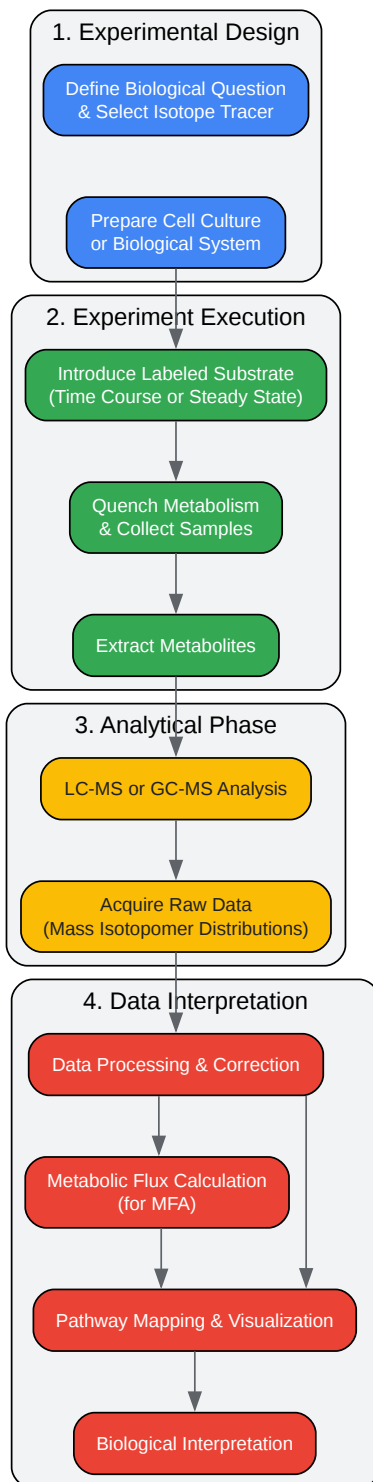 1. Experimental Design
Define Biological Question
& Select Isotope Tracer
Prepare Cell Culture
or Biological System
2. Experiment Execution
Introduce Labeled Substrate
(Time Course or Steady State)
Quench Metabolism
& Collect Samples
Extract Metabolites
3. Analytical Phase
LC-MS or GC-MS Analysis
Acquire Raw Data
(Mass Isotopomer Distributions)
4. Data Interpretation
Data Processing & Correction
Metabolic Flux Calculation
(for MFA)
Pathway Mapping & Visualization
Biological Interpretation